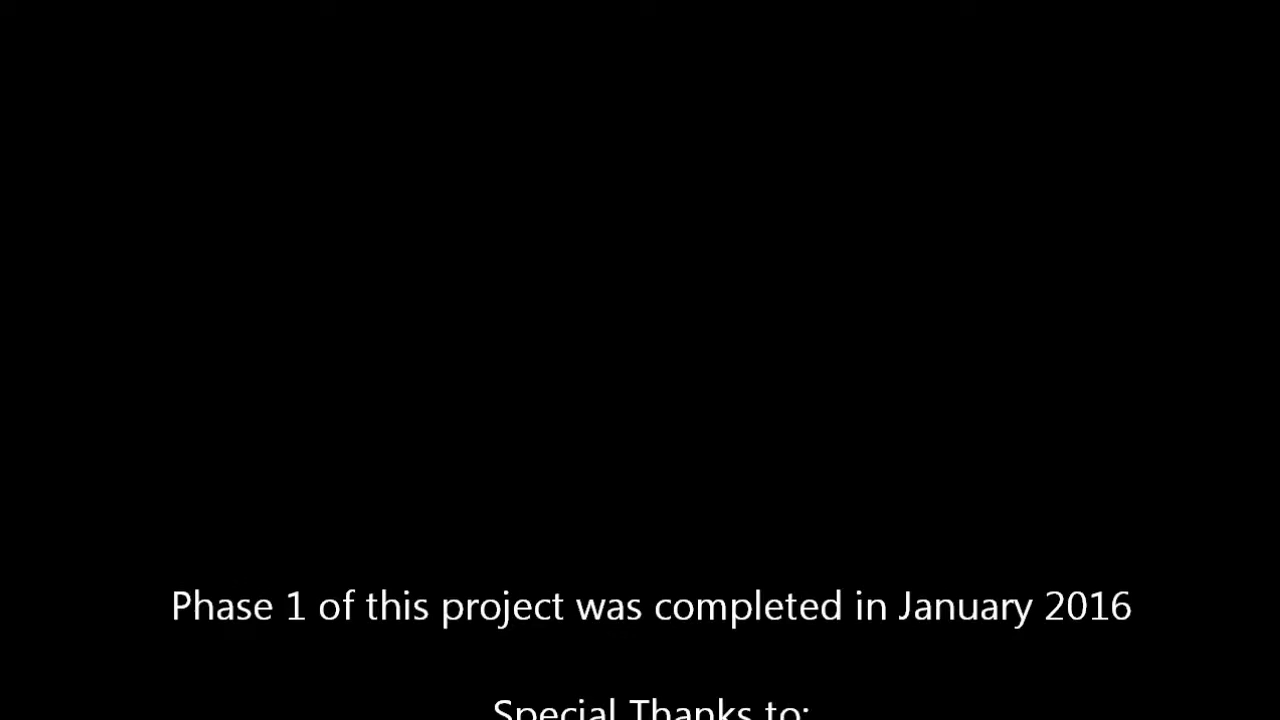 Phase 1 of this project was completed in January 2016
Special Thanks to: